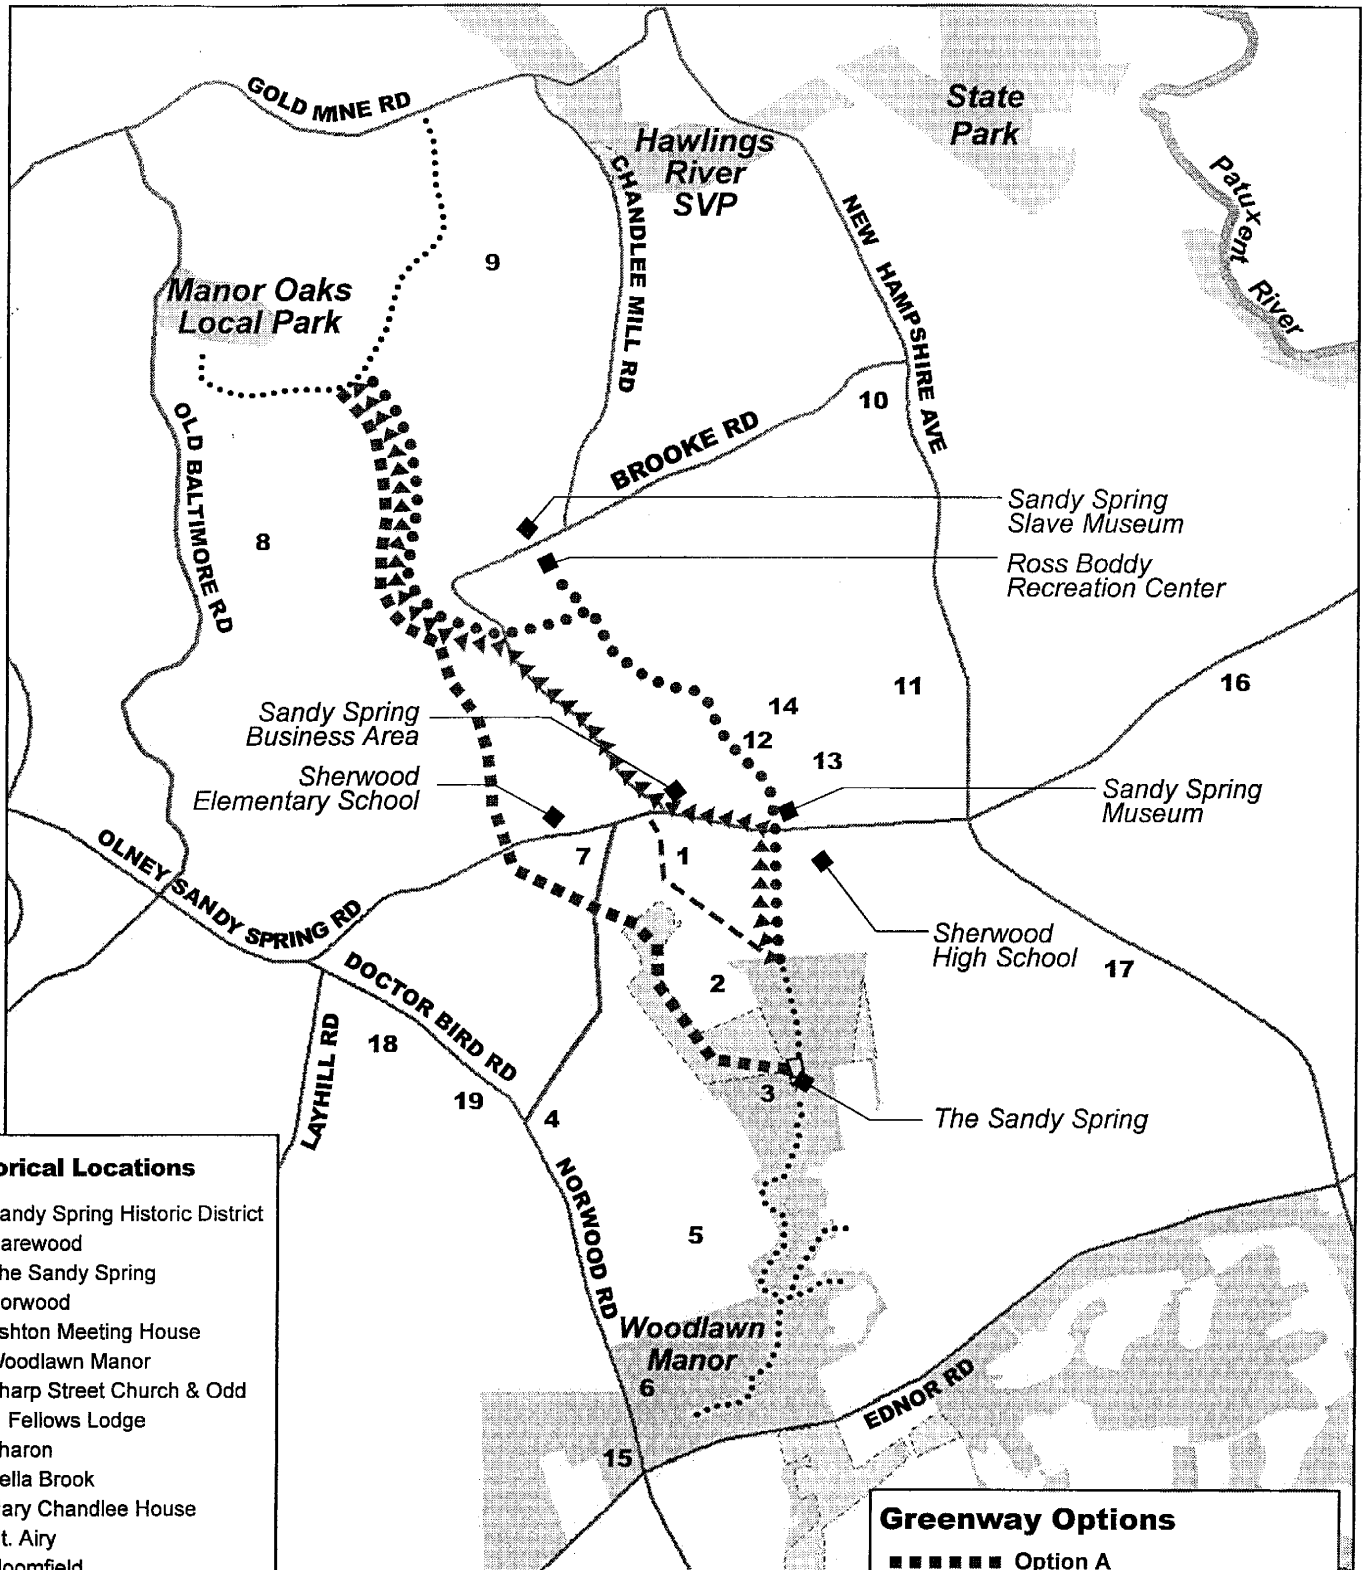 GOLD MINE RD
State
Park
Hawlings
River
SVP
CHANDLEE MILL RD
Patuxent
River
NEW HAMPSHIRE AVE
9
Manor Oaks
Local Park
10
OLD BALTIMORE RD
BROOKE RD
Sandy Spring
Slave Museum
8
Ross Boddy
Recreation Center
11
16
14
Sandy Spring
Business Area
12
13
Sherwood
Elementary School
Sandy Spring
Museum
OLNEY SANDY SPRING RD
7
1
Sherwood
High School
17
DOCTOR BIRD RD
2
LAYHILL RD
18
19
3
4
The Sandy Spring
NORWOOD RD
5
Woodlawn
Manor
6
EDNOR RD
15
orical Locations
andy Spring Historic District
arewood
he Sandy Spring
orwood
shton Meeting House
Woodlawn Manor
harp Street Church & Odd
Fellows Lodge
haron
ella Brook
ary Chandlee House
t. Airy
loomfield
Greenway Options
Option A